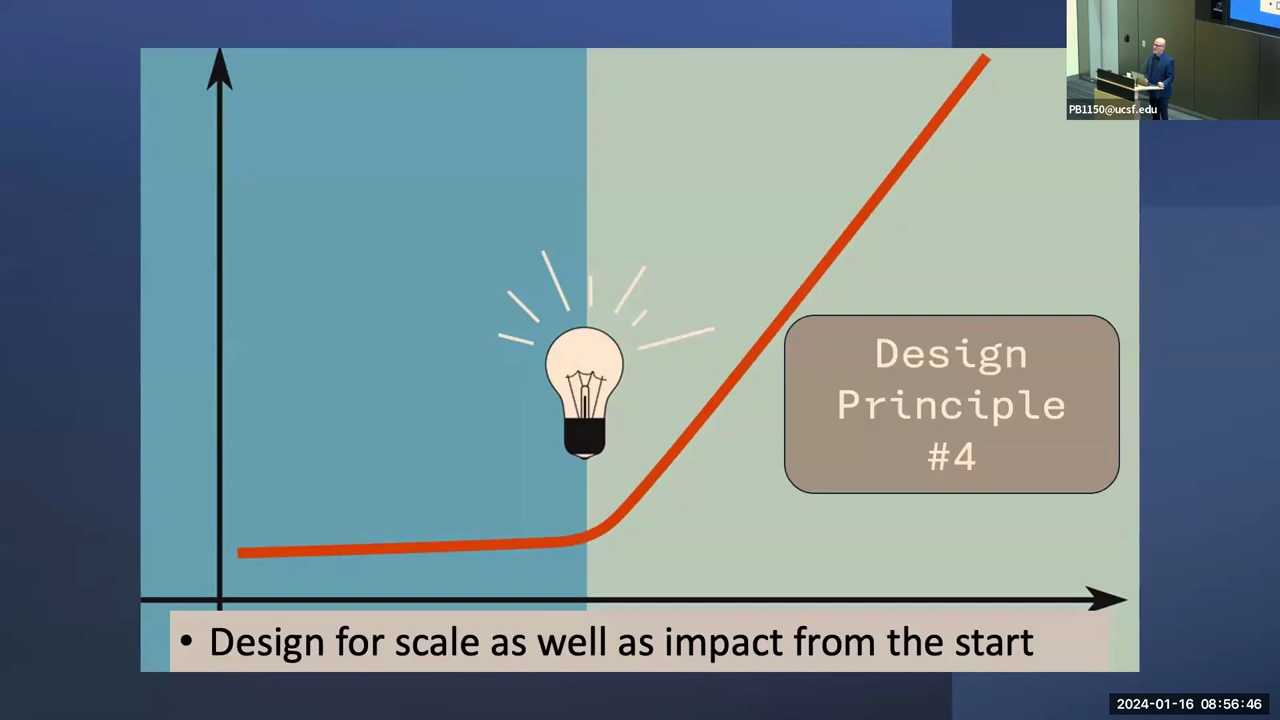 PB1150@ucsf.edu
Design
Principle
#4
• Design for scale as well as impact from the start
2024-01-16 08:56:46